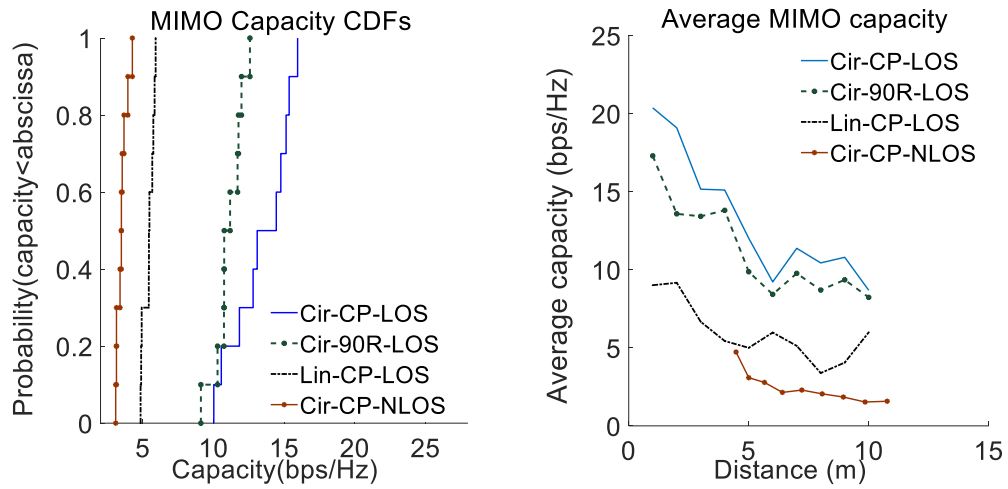 MIMO Capacity CDFs
Probability(capacity<abscissa)
1
0.8
0.6
0.4
0.2
0
5
10
15
20
25
Capacity(bps/Hz)
Cir-CP-LOS
Cir-90R-LOS
Lin-CP-LOS
Cir-CP-NLOS
Average MIMO capacity
Average capacity (bps/Hz)
25
20
15
10
5
0
0
5
10
15
Distance (m)
Cir-CP-LOS
Cir-90R-LOS
Lin-CP-LOS
Cir-CP-NLOS